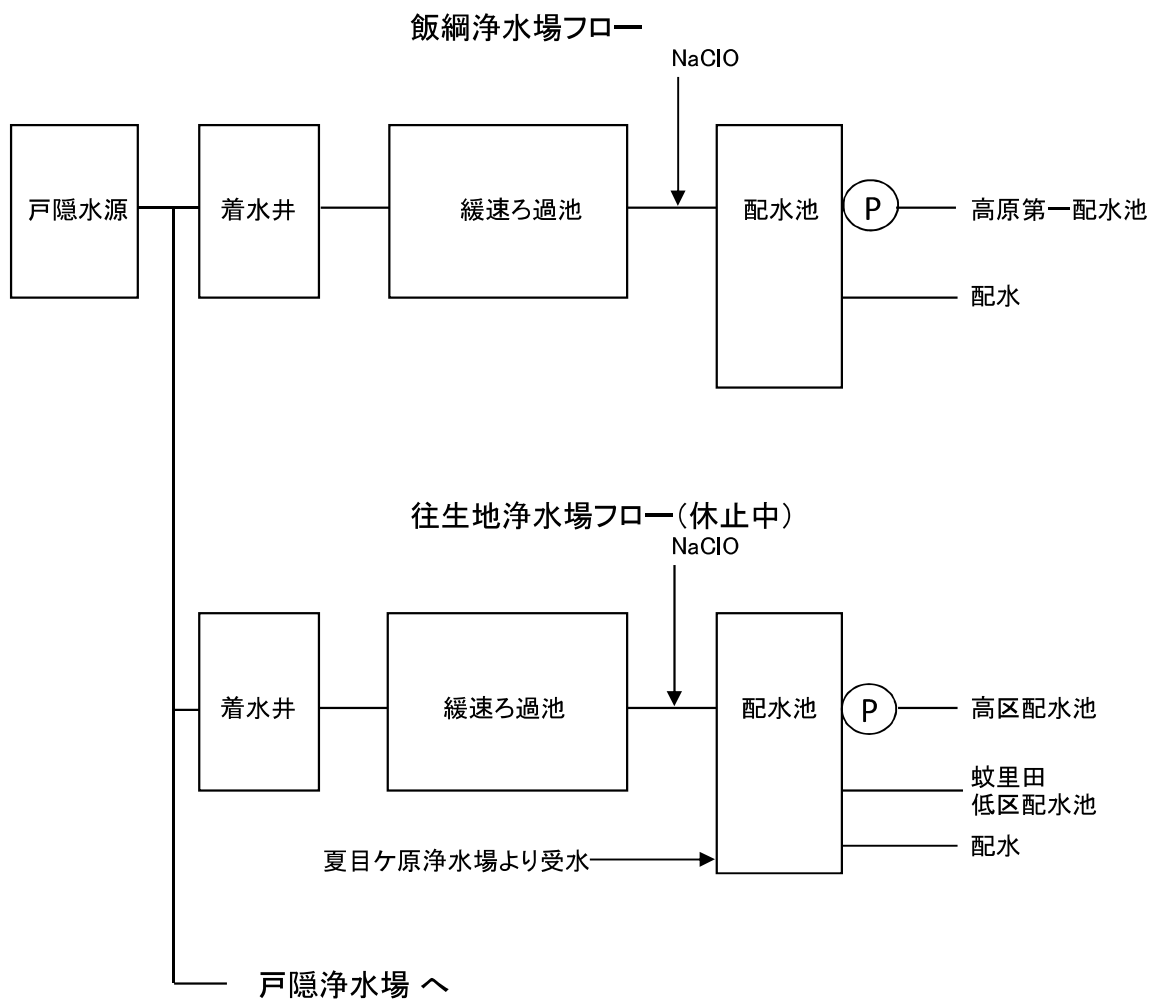 飯綱浄水場フロー
NaClO
戸隠水源
着水井
緩速ろ過池
配水池
P
高原第一配水池
配水
往生地浄水場フロー(休止中)
NaClO
着水井
緩速ろ過池
配水池
P
高区配水池
蚊里田
低区配水池
配水
夏目ケ原浄水場より受水
戸隠浄水場 へ